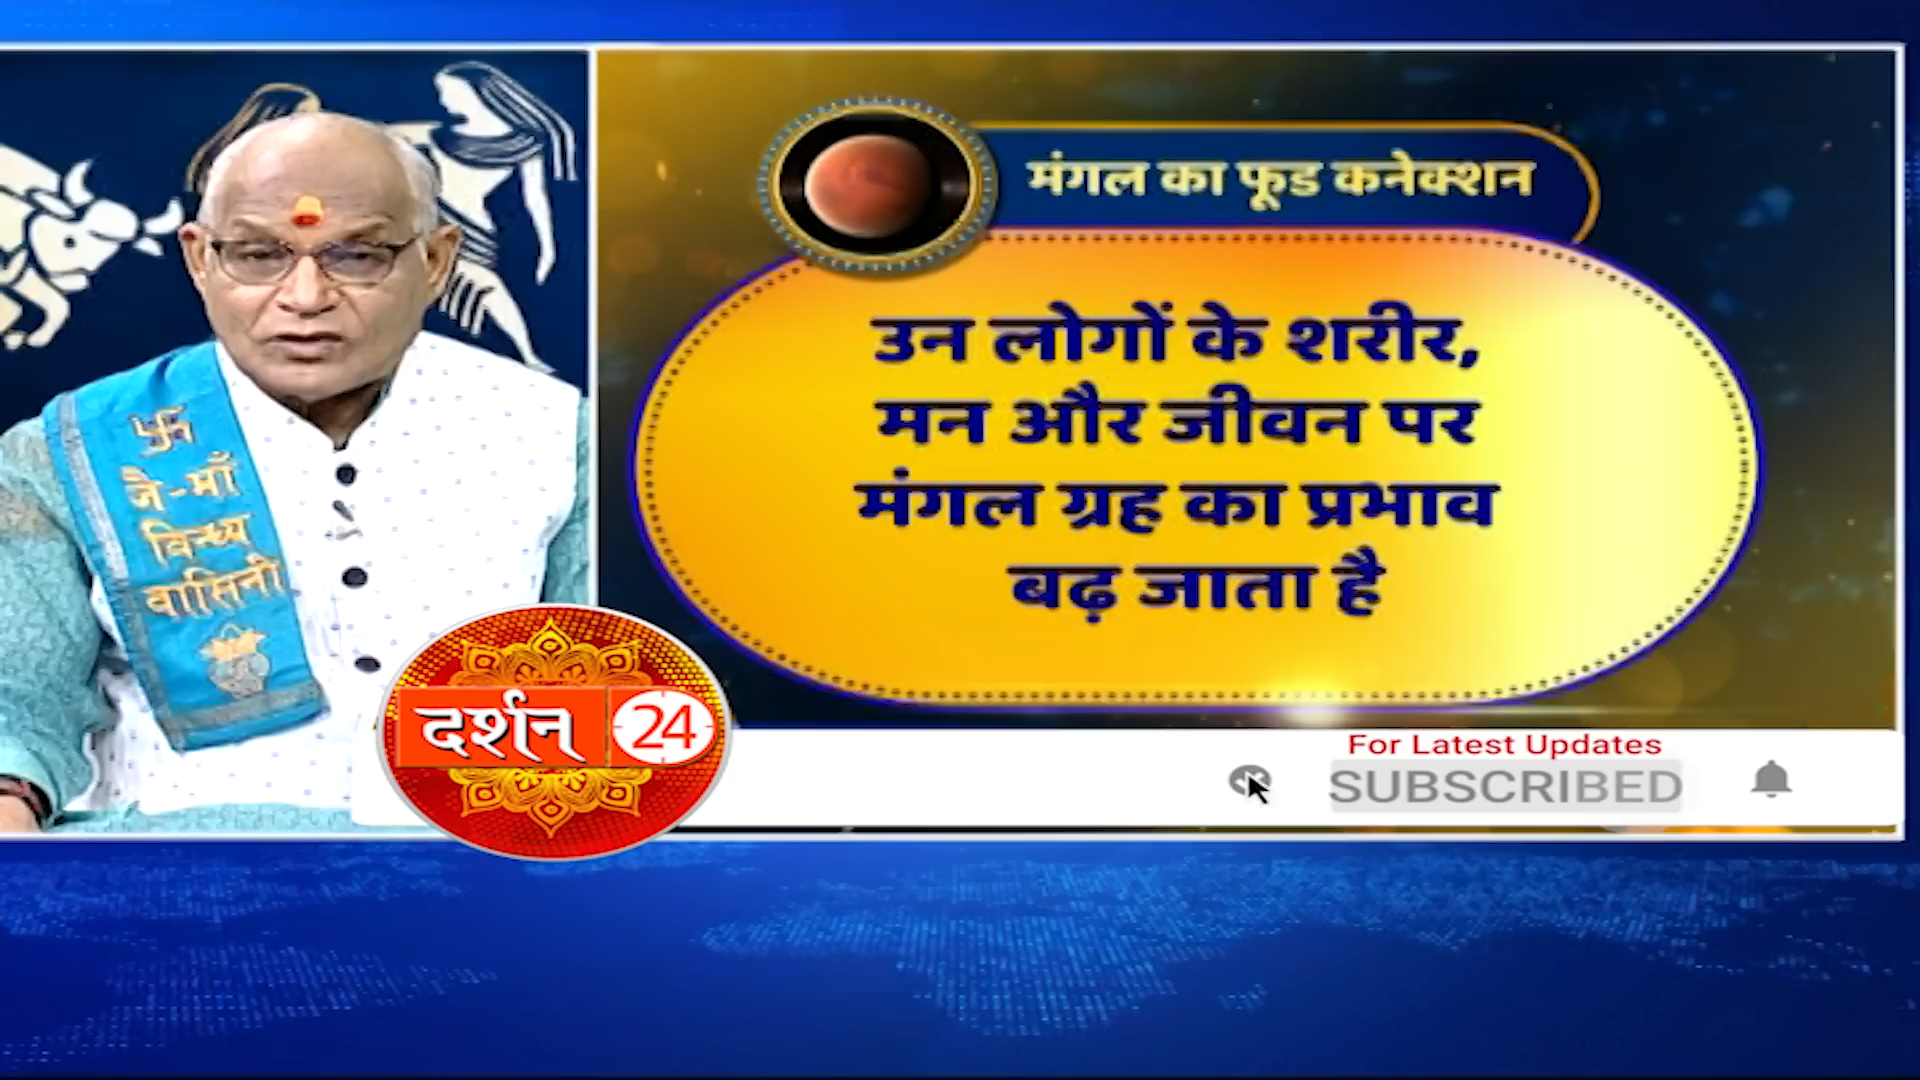 मंगल का फूड कनेक्शन
उन लोगों के शरीर,
मन और जीवन पर
मंगल ग्रह का प्रभाव
बढ़ जाता है
जै-माँ
विन्ध्य
वासिनी
दर्शन 24
For Latest Updates
SUBSCRIBED